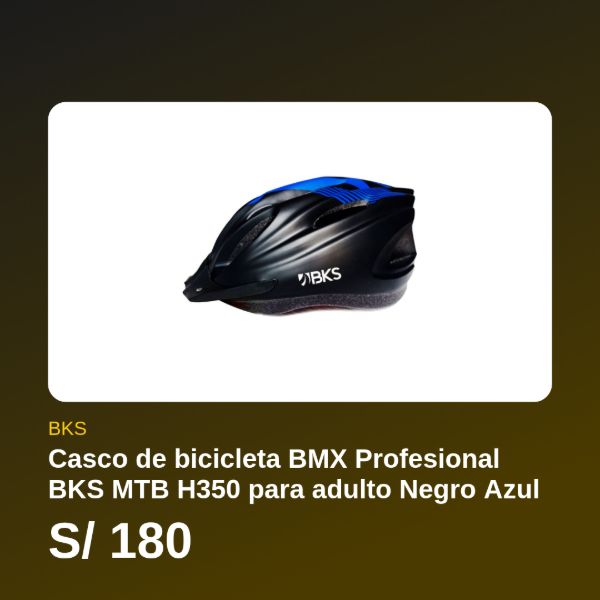 BKS
BKS
Casco de bicicleta BMX Profesional
BKS MTB H350 para adulto Negro Azul
S/ 180